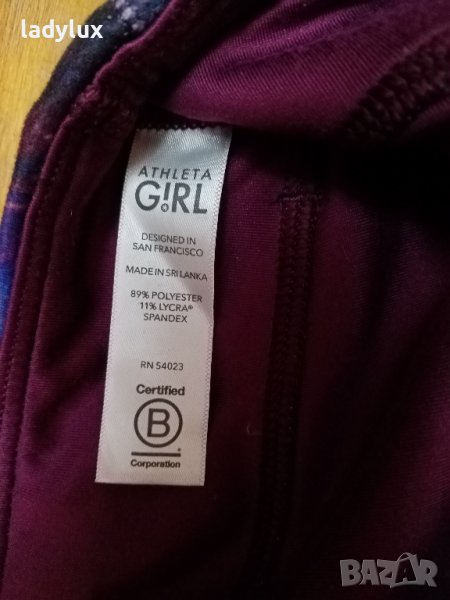 ladylux
ATHLETA
G!RL
DESIGNED IN
SAN FRANCISCO
MADE IN SRI LANKA
89% POLYESTER
11% LYCRA®
SPANDEX
RN 54023
Certified
B
Corporation
BAZAR